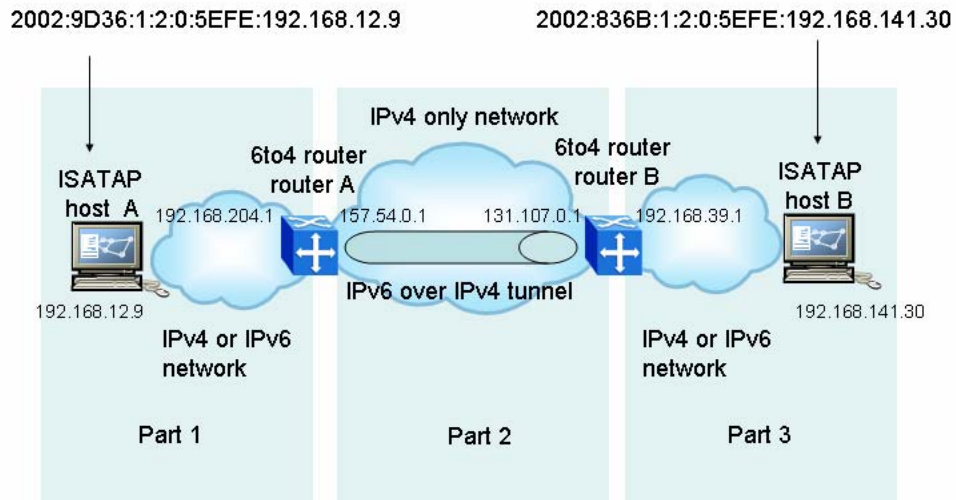 2002:9D36:1:2:0:5EFE:192.168.12.9
2002:836B:1:2:0:5EFE:192.168.141.30
IPv4 only network
6to4 router
router A
6to4 router
router B
ISATAP
host A
ISATAP
host B
192.168.204.1
157.54.0.1
131.107.0.1
192.168.39.1
IPv6 over IPv4 tunnel
192.168.12.9
192.168.141.30
IPv4 or IPv6
network
IPv4 or IPv6
network
Part 1
Part 2
Part 3